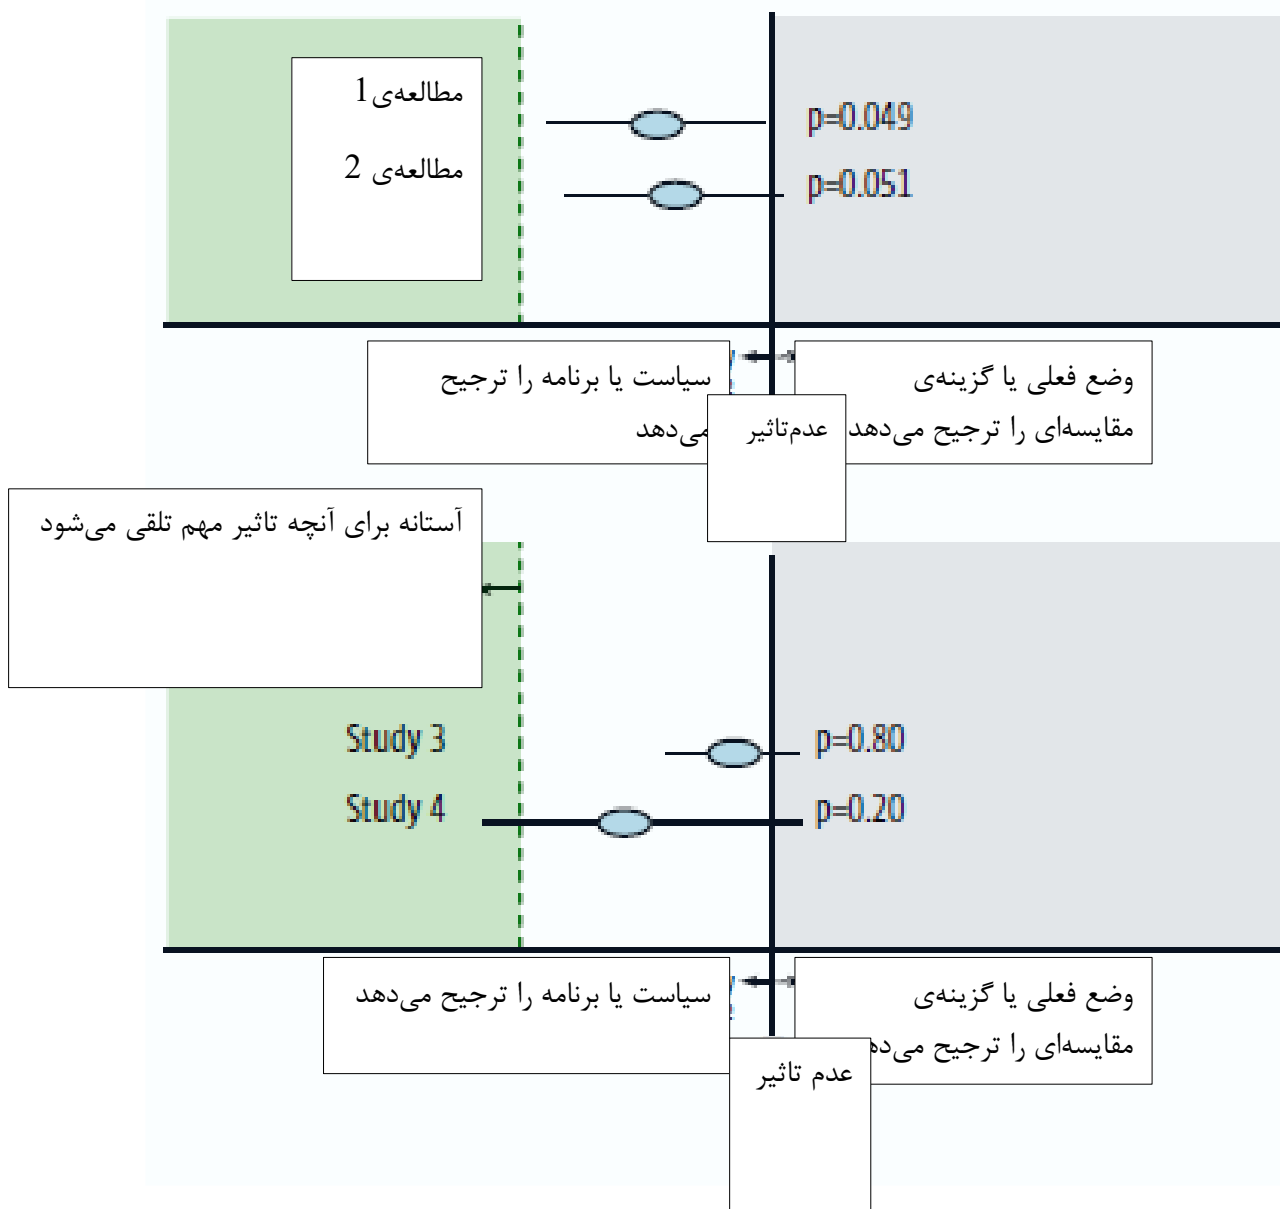 مطالعه‌ی1
p=0.049
مطالعه‌ی 2
p=0.051
وضع فعلی یا گزینه‌ی
مقایسه‌ای را ترجیح می‌دهد
سیاست یا برنامه را ترجیح
می‌دهد
عدم‌تاثیر
آستانه برای آنچه تاثیر مهم تلقی می‌شود
Study 3
p=0.80
Study 4
p=0.20
وضع فعلی یا گزینه‌ی
مقایسه‌ای را ترجیح می‌ده
سیاست یا برنامه را ترجیح می‌دهد
عدم تاثیر